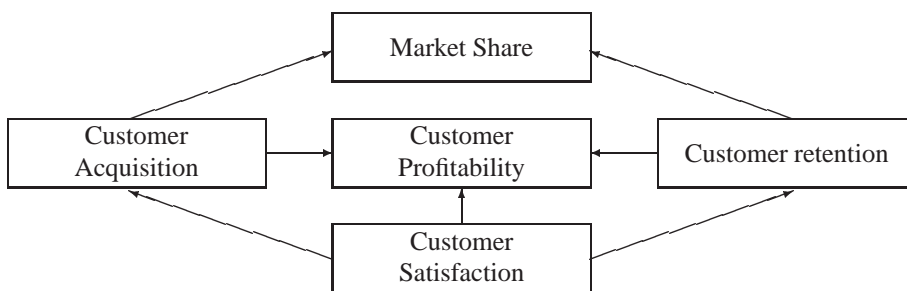 Market Share
Customer
Acquisition
Customer
Profitability
Customer retention
Customer
Satisfaction